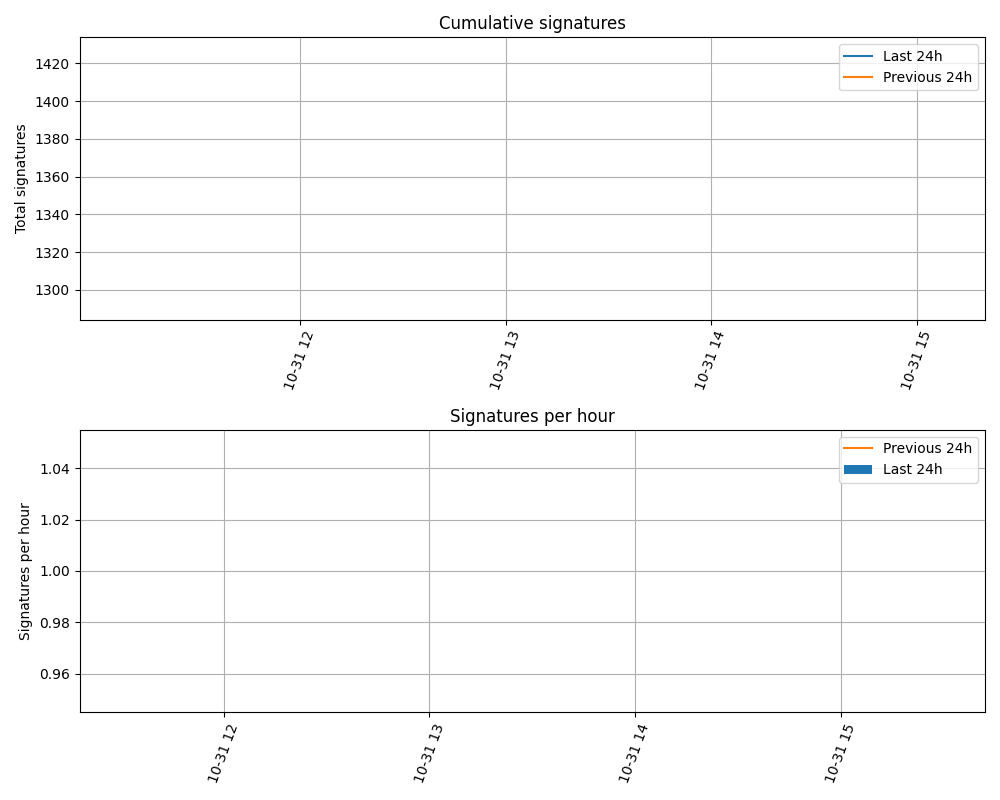 Cumulative signatures
Last 24h
Previous 24h
Total signatures
1420
1400
1380
1360
1340
1320
1300
10-31 12
10-31 13
10-31 14
10-31 15
Signatures per hour
Previous 24h
Last 24h
Signatures per hour
1.04
1.02
1.00
0.98
0.96
10-31 12
10-31 13
10-31 14
10-31 15